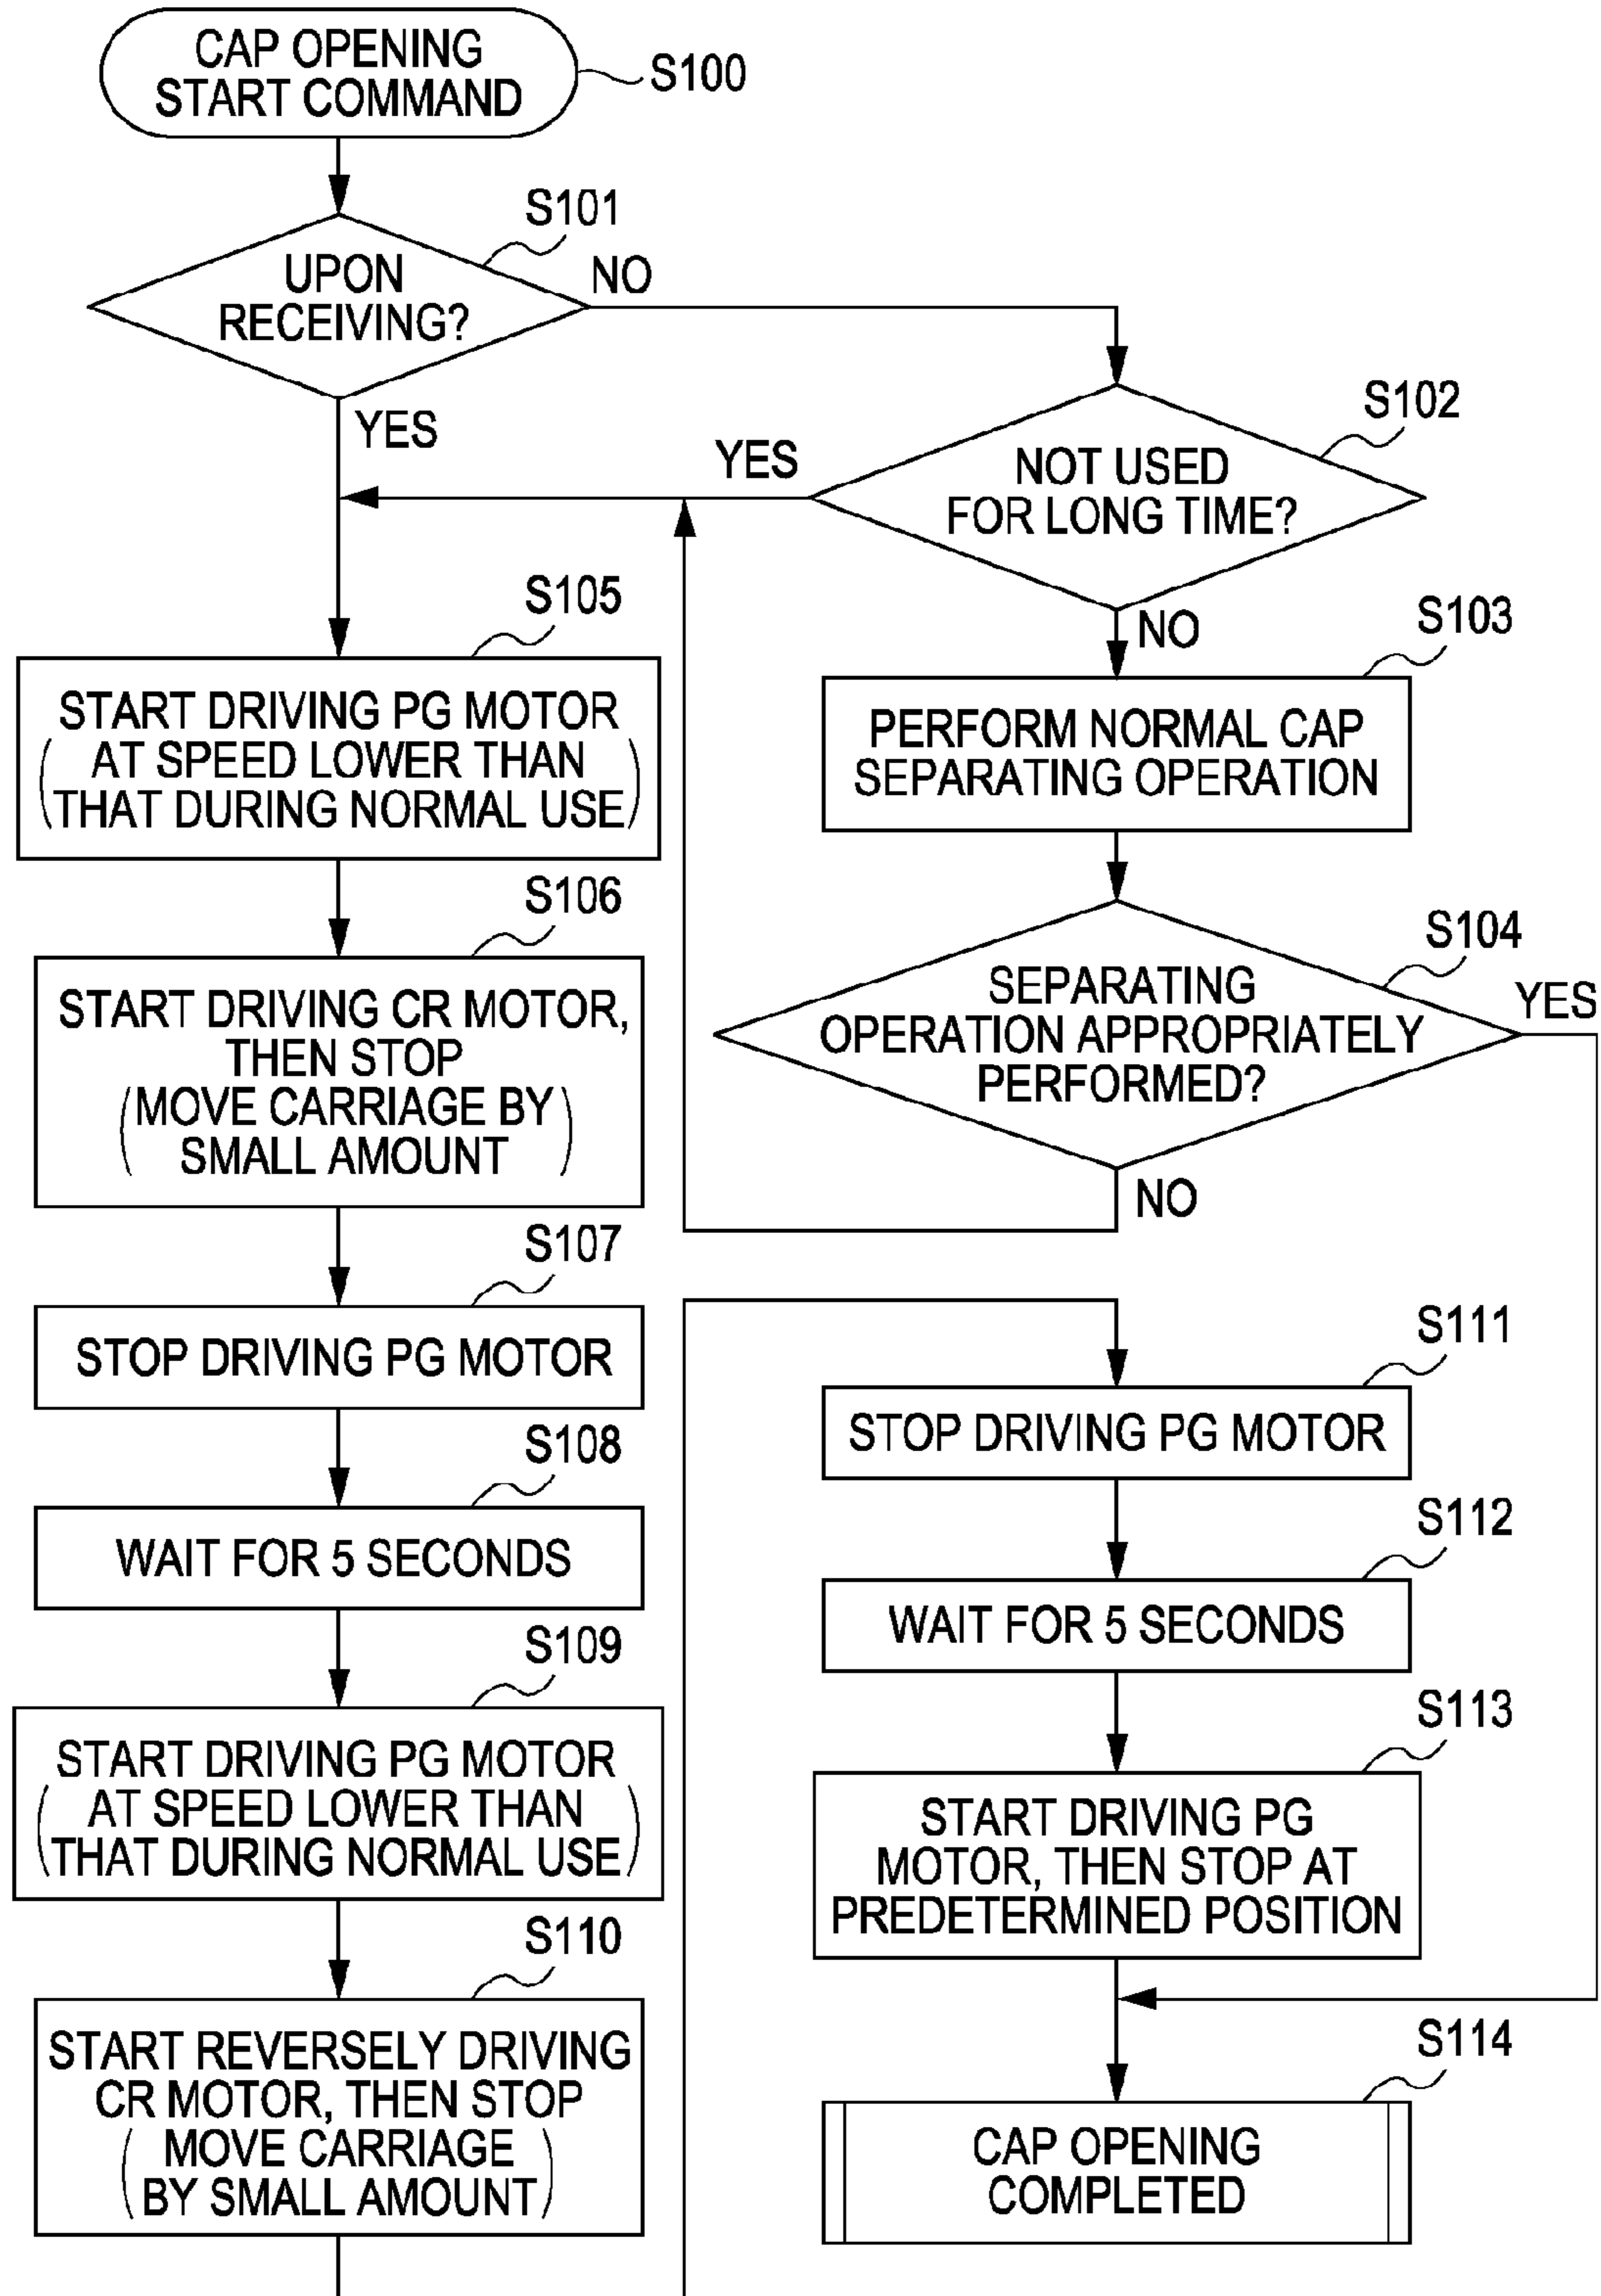 CAP OPENING
START COMMAND
S100
S101
UPON
RECEIVING?
NO
YES
S102
NOT USED
FOR LONG TIME?
YES
NO
S103
PERFORM NORMAL CAP
SEPARATING OPERATION
S104
SEPARATING
OPERATION APPROPRIATELY
PERFORMED?
YES
NO
S105
START DRIVING PG MOTOR
(AT SPEED LOWER THAN
THAT DURING NORMAL USE)
S106
START DRIVING CR MOTOR,
THEN STOP
(MOVE CARRIAGE BY
SMALL AMOUNT)
S107
STOP DRIVING PG MOTOR
S108
WAIT FOR 5 SECONDS
S109
START DRIVING PG MOTOR
(AT SPEED LOWER THAN
THAT DURING NORMAL USE)
S110
START REVERSELY DRIVING
CR MOTOR, THEN STOP
(MOVE CARRIAGE
BY SMALL AMOUNT)
S111
STOP DRIVING PG MOTOR
S112
WAIT FOR 5 SECONDS
S113
START DRIVING PG
MOTOR, THEN STOP AT
PREDETERMINED POSITION
S114
CAP OPENING
COMPLETED